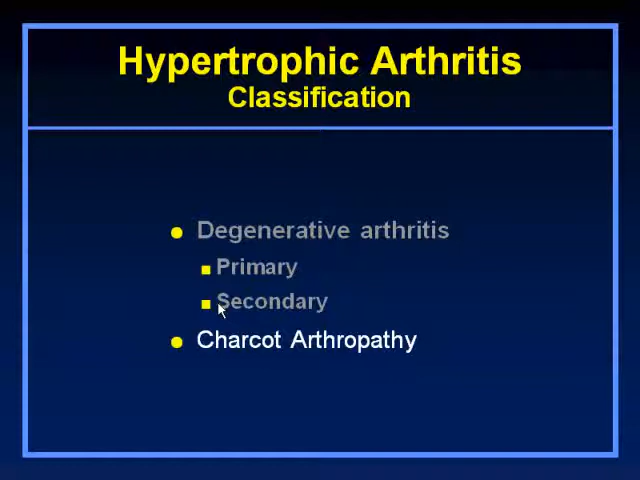 Hypertrophic Arthritis
Classification
Degenerative arthritis
Primary
Secondary
Charcot Arthropathy